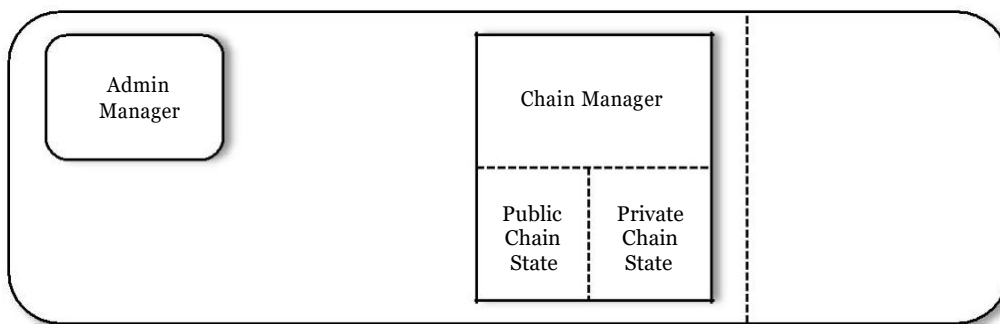 Admin
Manager
Chain Manager
Public
Chain
State
Private
Chain
State